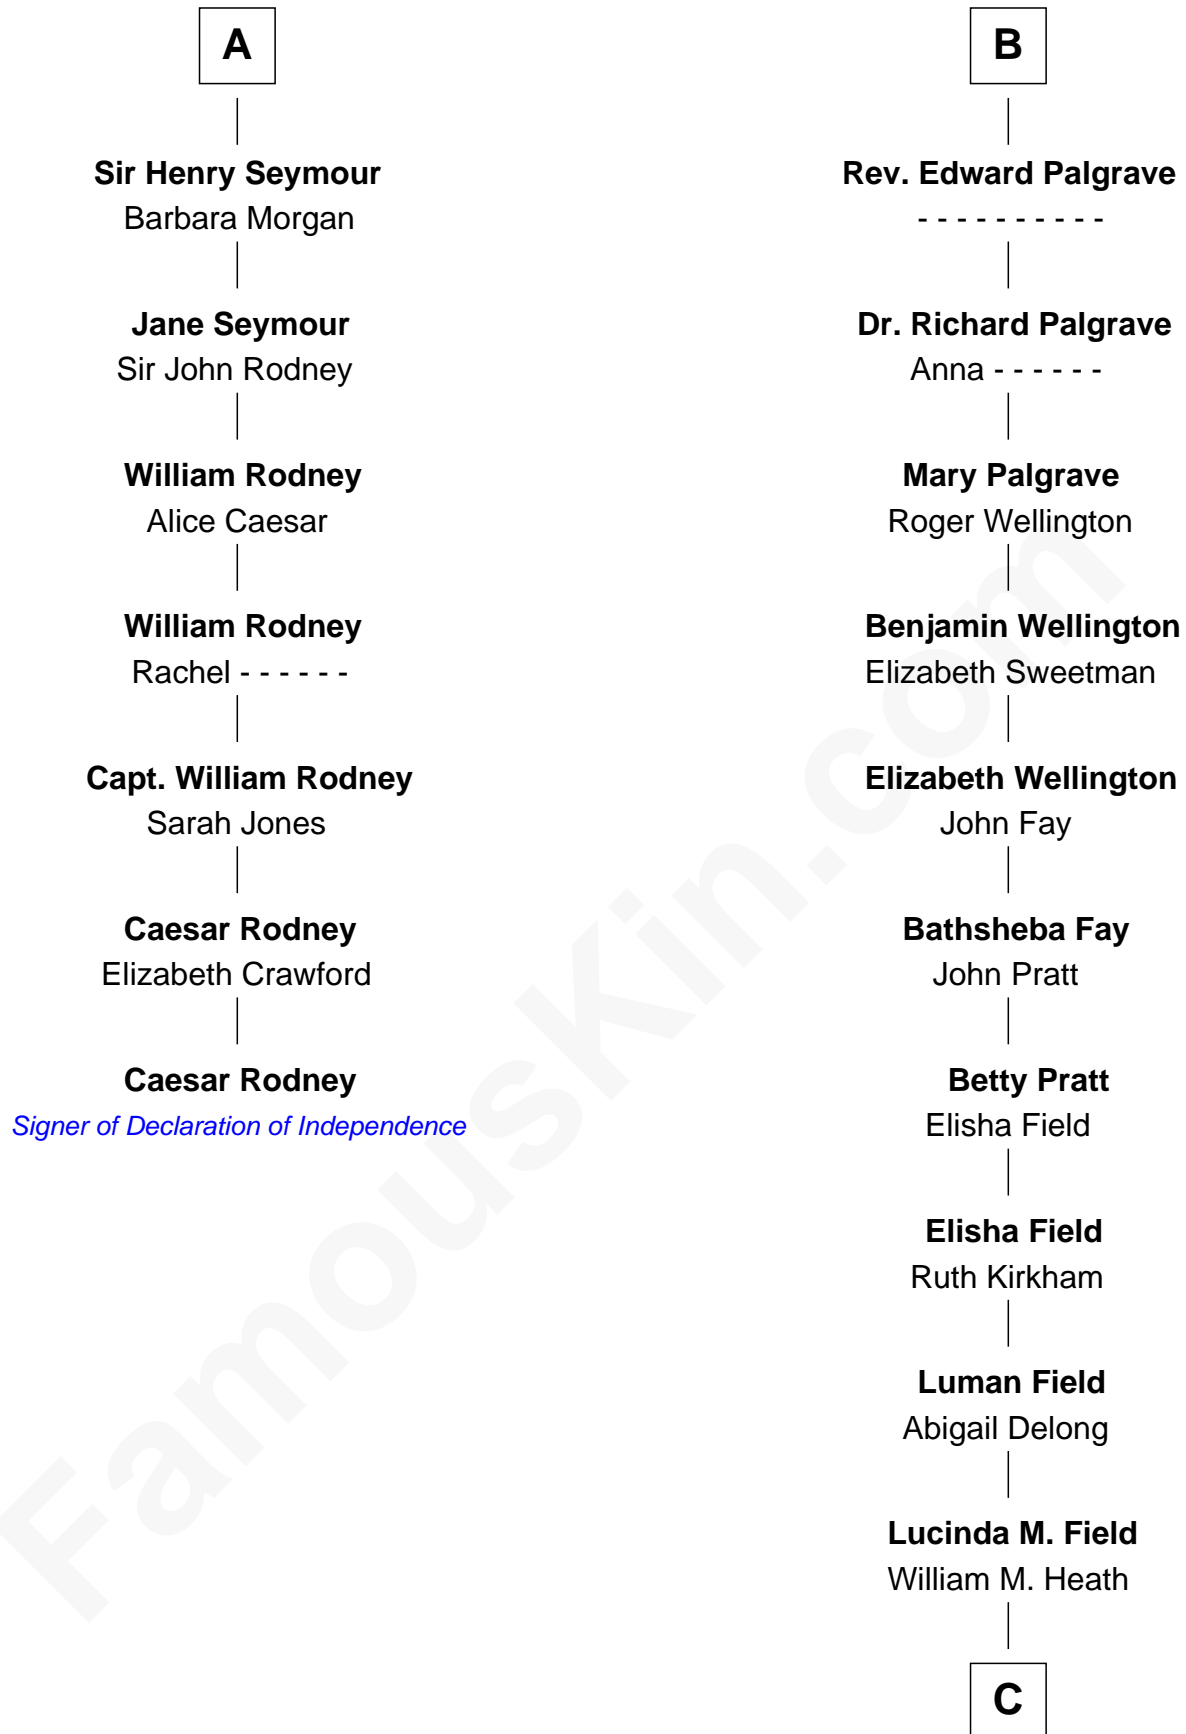 A
Sir Henry Seymour
Barbara Morgan
Jane Seymour
Sir John Rodney
William Rodney
Alice Caesar
William Rodney
Rachel - - - - - -
Capt. William Rodney
Sarah Jones
Caesar Rodney
Elizabeth Crawford
Caesar Rodney
Signer of Declaration of Independence
B
Rev. Edward Palgrave
- - - - - - - - - -
Dr. Richard Palgrave
Anna - - - - - -
Mary Palgrave
Roger Wellington
Benjamin Wellington
Elizabeth Sweetman
Elizabeth Wellington
John Fay
Bathsheba Fay
John Pratt
Betty Pratt
Elisha Field
Elisha Field
Ruth Kirkham
Luman Field
Abigail Delong
Lucinda M. Field
William M. Heath
C
FamousKin.com